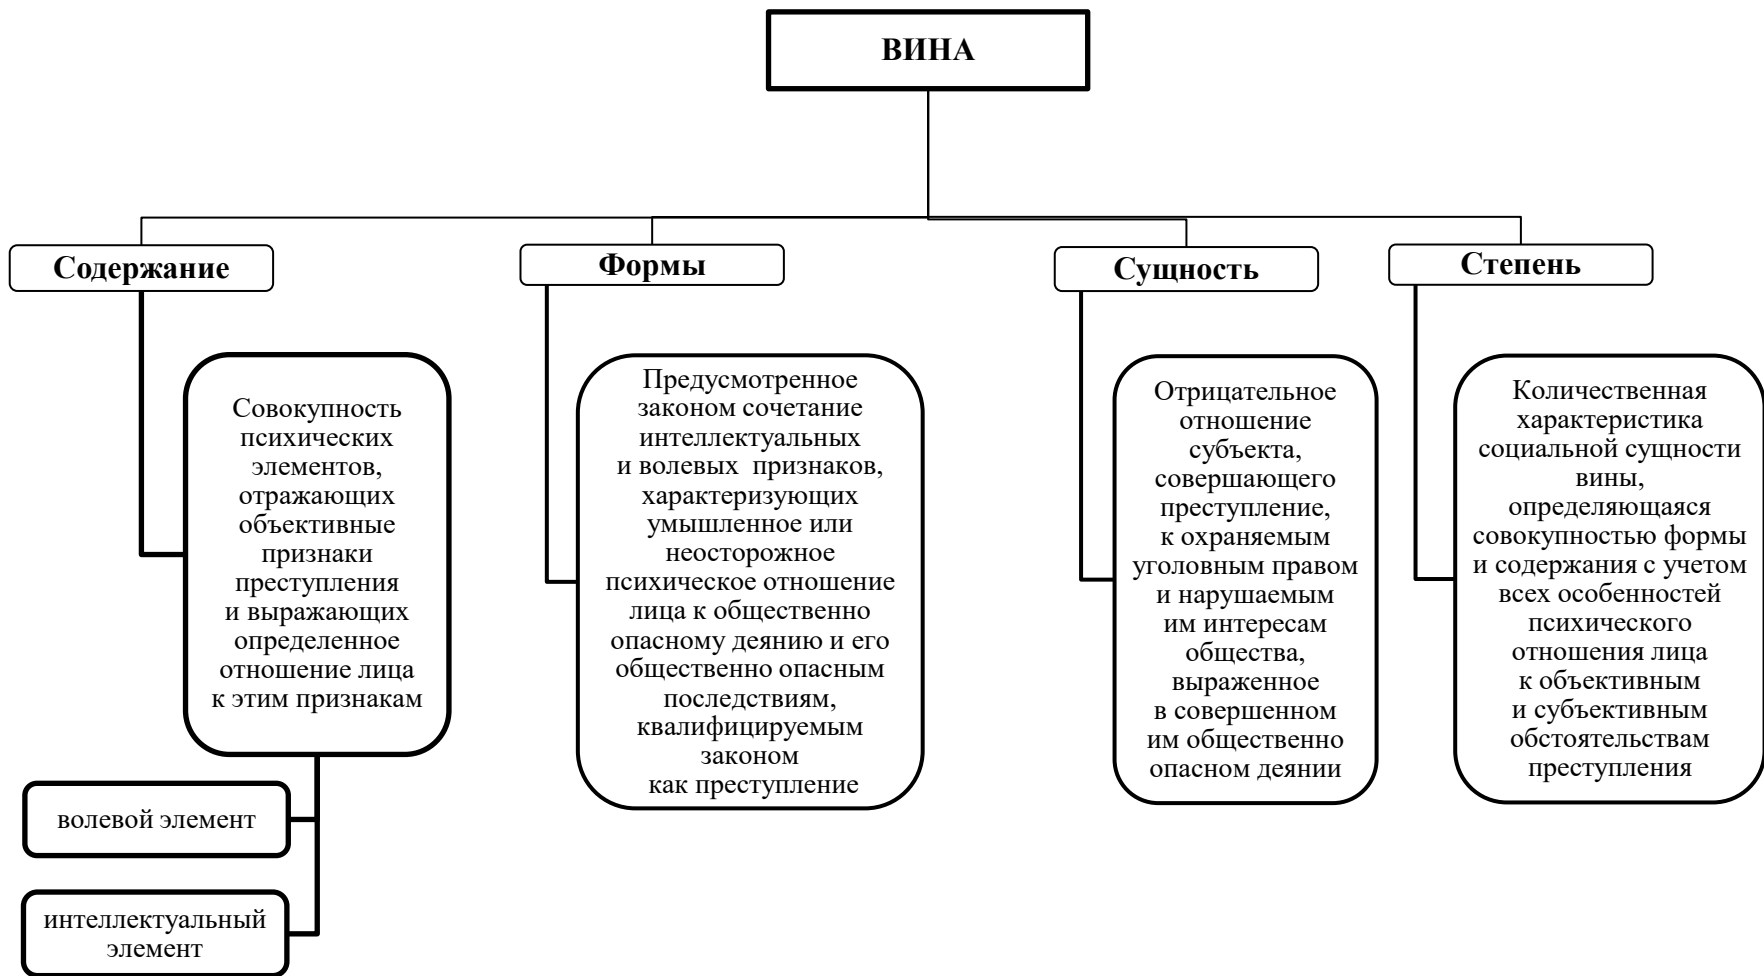 ВИНА
Содержание
Формы
Сущность
Степень
Совокупность
психических
элементов,
отражающих
объективные
признаки
преступления
и выражающих
определенное
отношение лица
к этим признакам
волевой элемент
интеллектуальный
элемент
Предусмотренное
законом сочетание
интеллектуальных
и волевых признаков,
характеризующих
умышленное или
неосторожное
психическое отношение
лица к общественно
опасному деянию и его
общественно опасным
последствиям,
квалифицируемым
законом
как преступление
Отрицательное
отношение
субъекта,
совершающего
преступление,
к охраняемым
уголовным правом
и нарушаемым
им интересам
общества,
выраженное
в совершенном
им общественно
опасном деянии
Количественная
характеристика
социальной сущности
вины,
определяющаяся
совокупностью формы
и содержания с учетом
всех особенностей
психического
отношения лица
к объективным
и субъективным
обстоятельствам
преступления